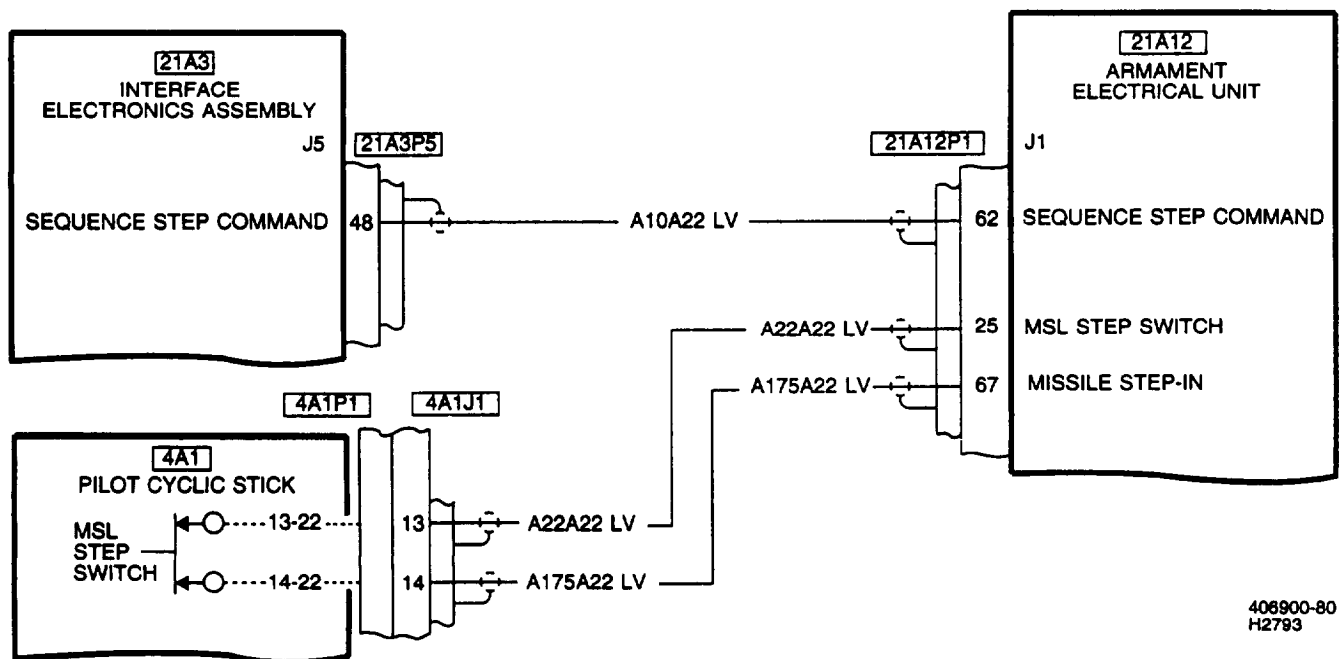 21A3
INTERFACE
ELECTRONICS ASSEMBLY
J5
21A3P5
SEQUENCE STEP COMMAND
48
A10A22 LV
21A12
ARMAMENT
ELECTRICAL UNIT
21A12P1
J1
62
SEQUENCE STEP COMMAND
A22A22 LV
25
MSL STEP SWITCH
A175A22 LV
67
MISSILE STEP-IN
4A1P1
4A1J1
4A1
PILOT CYCLIC STICK
MSL
STEP
SWITCH
13-22
13
A22A22 LV
14-22
14
A175A22 LV
406900-80
H2793